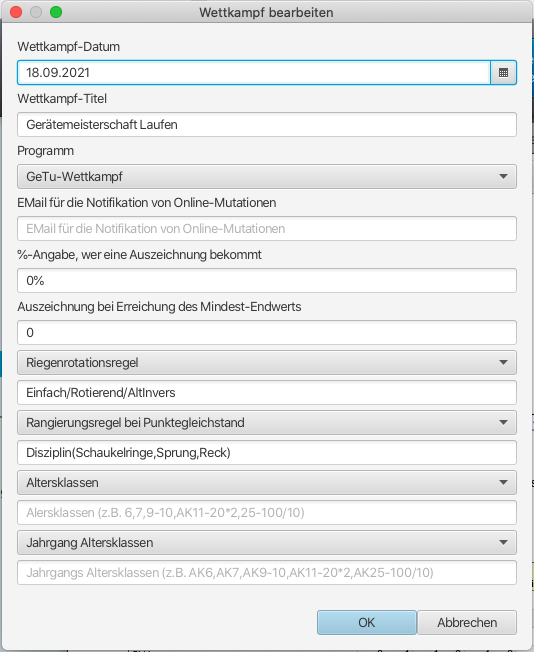 Wettkampf bearbeiten
Wettkampf-Datum
18.09.2021
Wettkampf-Titel
Gerätemeisterschaft Laufen
Programm
GeTu-Wettkampf
EMail für die Notifikation von Online-Mutationen
EMail für die Notifikation von Online-Mutationen
%-Angabe, wer eine Auszeichnung bekommt
0%
Auszeichnung bei Erreichung des Mindest-Endwerts
0
Riegenrotationsregel
Einfach/Rotierend/AltInvers
Rangierungsregel bei Punktegleichstand
Disziplin(Schaukelringe,Sprung,Reck)
Altersklassen
Alersklassen (z.B. 6,7,9-10,AK11-20*2,25-100/10)
Jahrgang Altersklassen
Jahrgangs Altersklassen (z.B. AK6,AK7,AK9-10,AK11-20*2,AK25-100/10)
OK Abbrechen